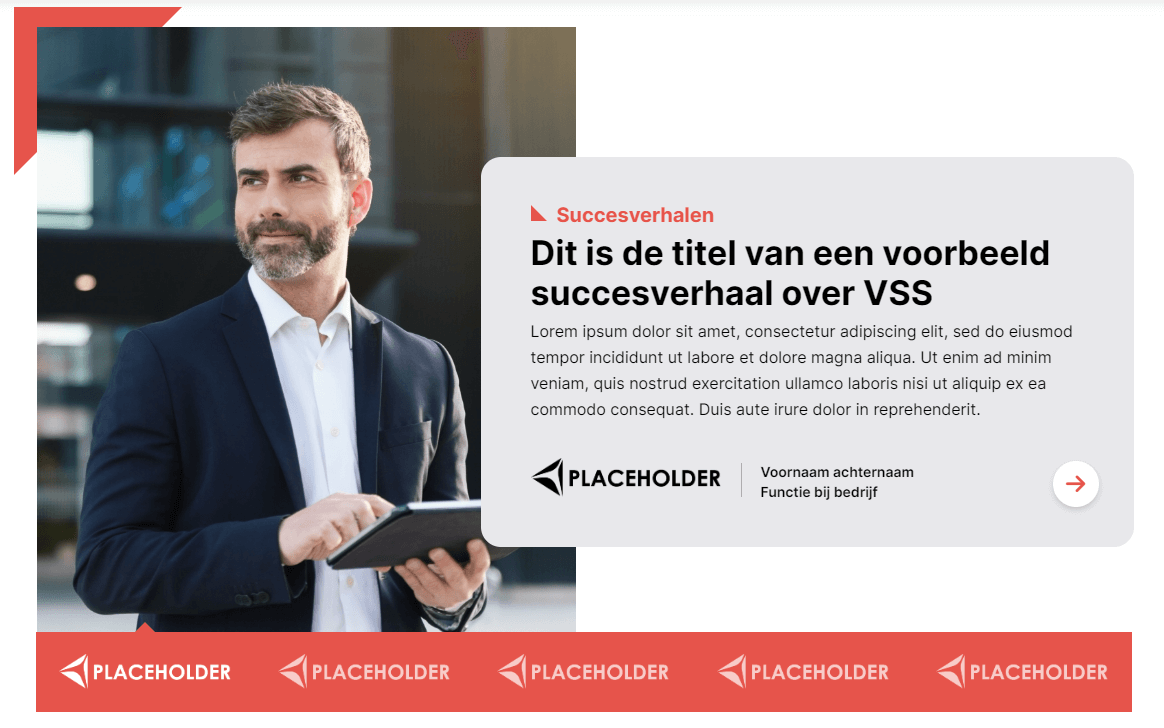 Succesverhalen
Dit is de titel van een voorbeeld
succesverhaal over VSS
Lorem ipsum dolor sit amet, consectetur adipiscing elit, sed do eiusmod
tempor incididunt ut labore et dolore magna aliqua. Ut enim ad minim
veniam, quis nostrud exercitation ullamco laboris nisi ut aliquip ex ea
commodo consequat. Duis aute irure dolor in reprehenderit.
PLACEHOLDER
Voornaam achternaam
Functie bij bedrijf
PLACEHOLDER PLACEHOLDER PLACEHOLDER PLACEHOLDER PLACEHOLDER